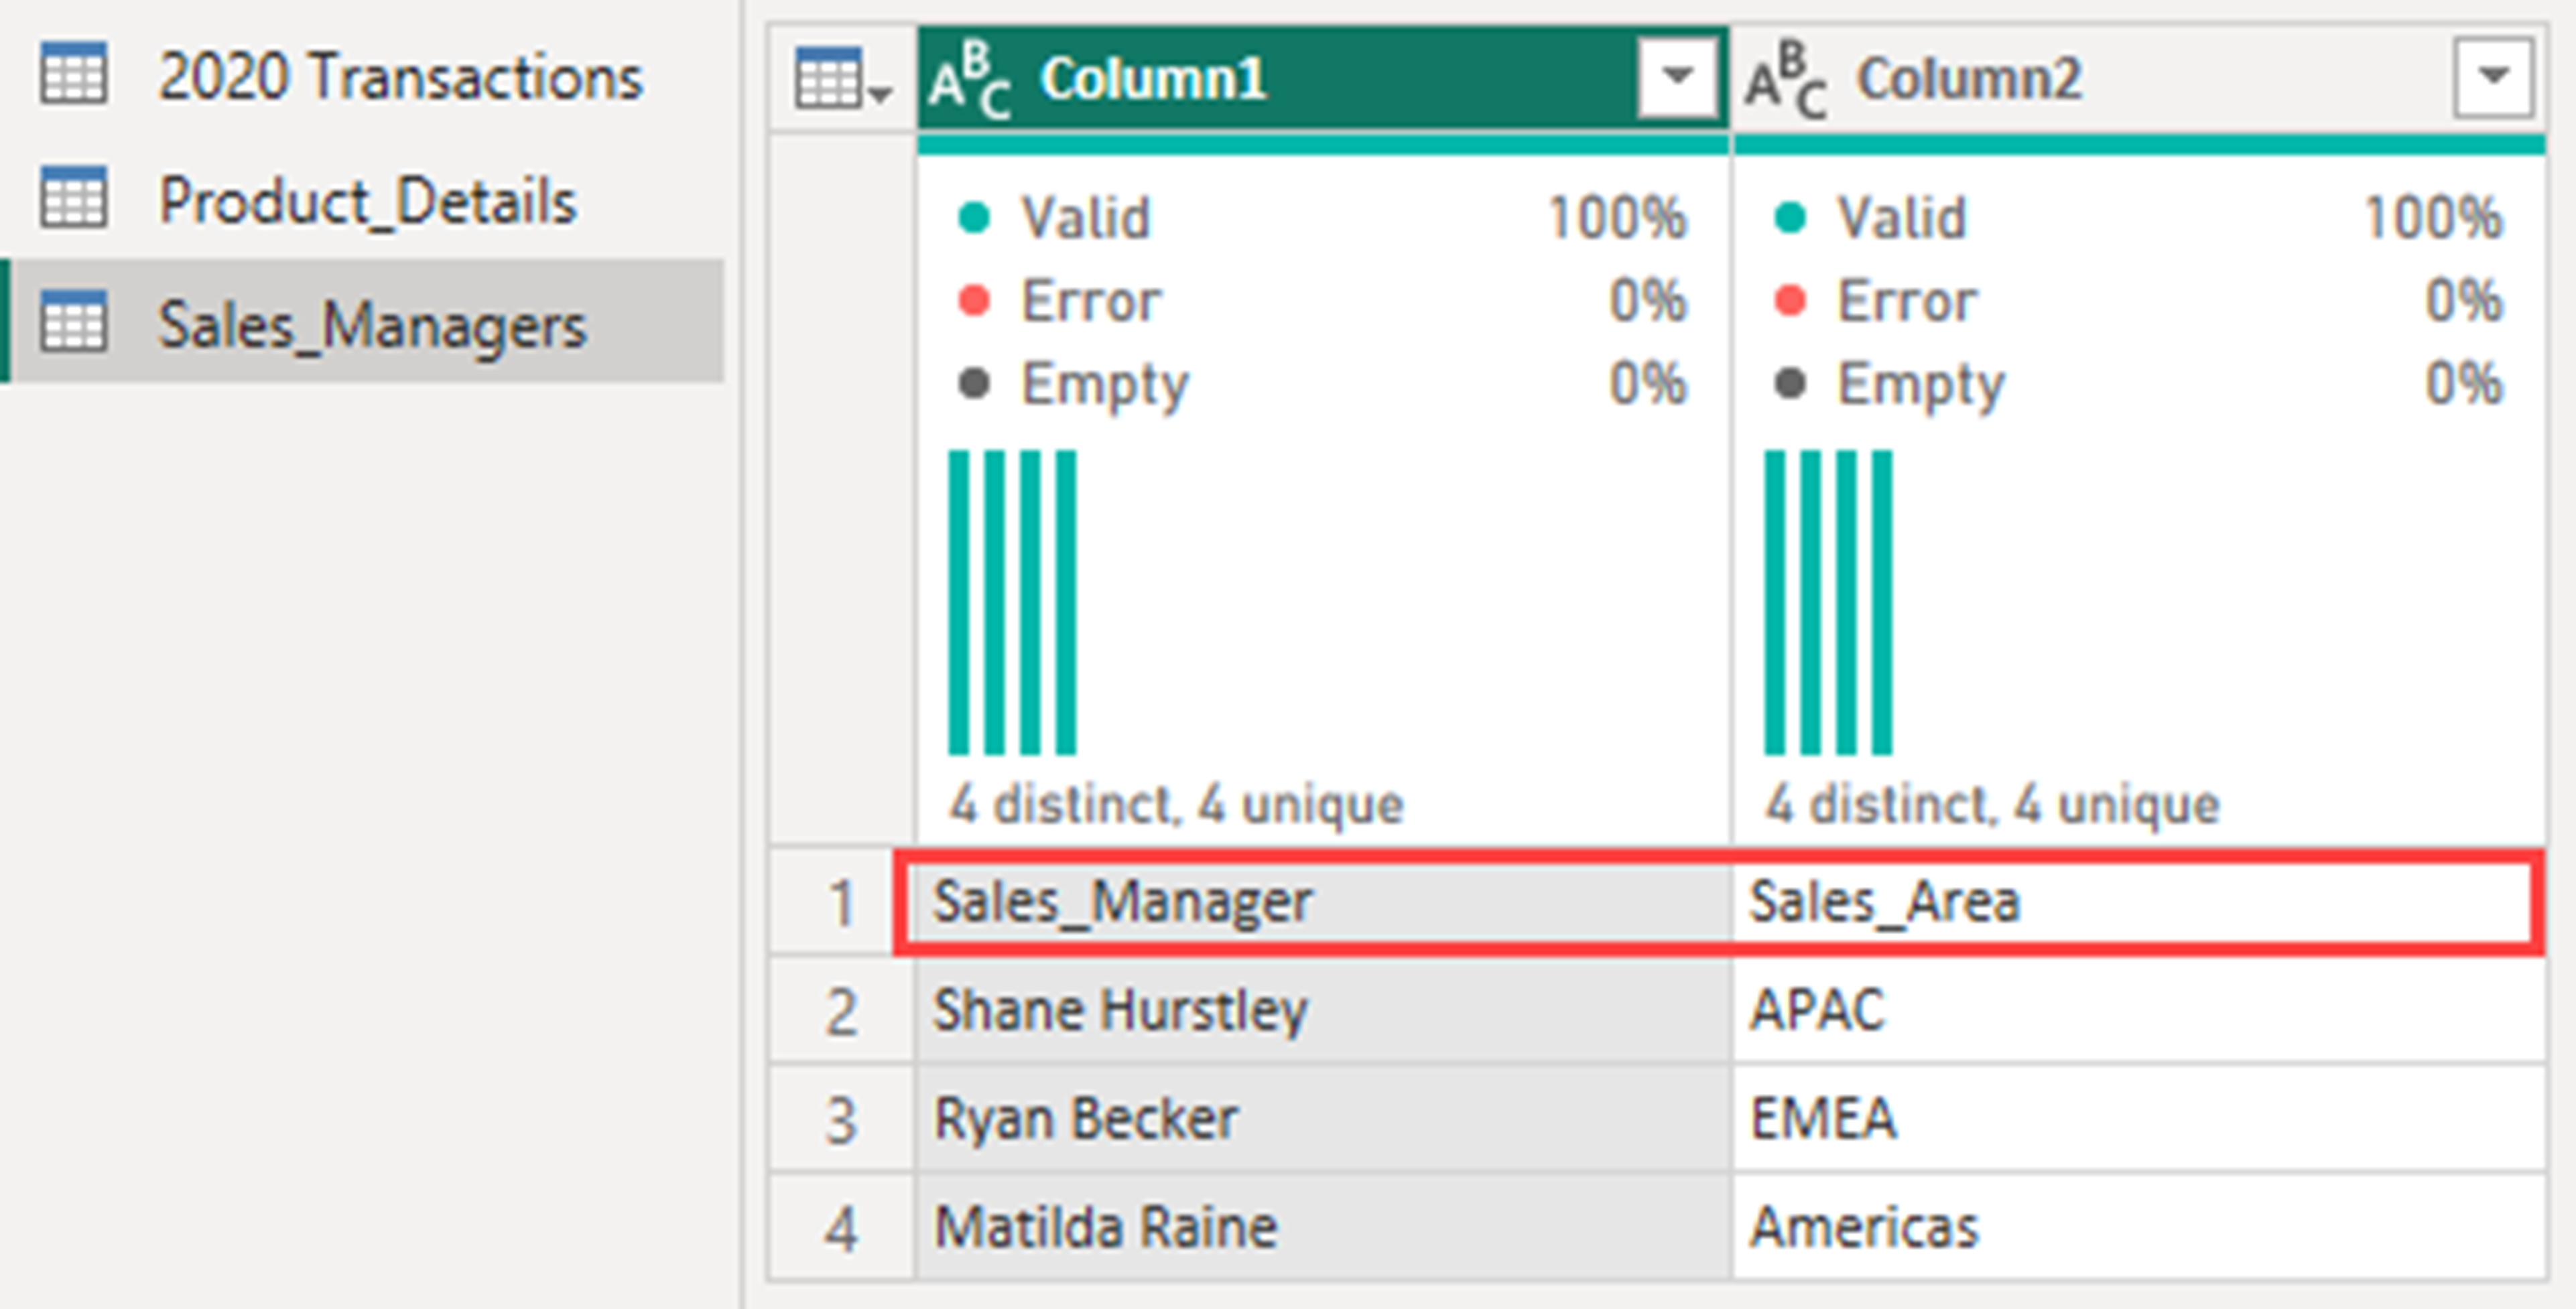 2020 Transactions
Product_Details
Sales_Managers
ABC Column1 ABC Column2
Valid 100% Valid 100%
Error 0% Error 0%
Empty 0% Empty 0%
4 distinct, 4 unique 4 distinct, 4 unique
1 Sales_Manager Sales_Area
2 Shane Hurstley APAC
3 Ryan Becker EMEA
4 Matilda Raine Americas